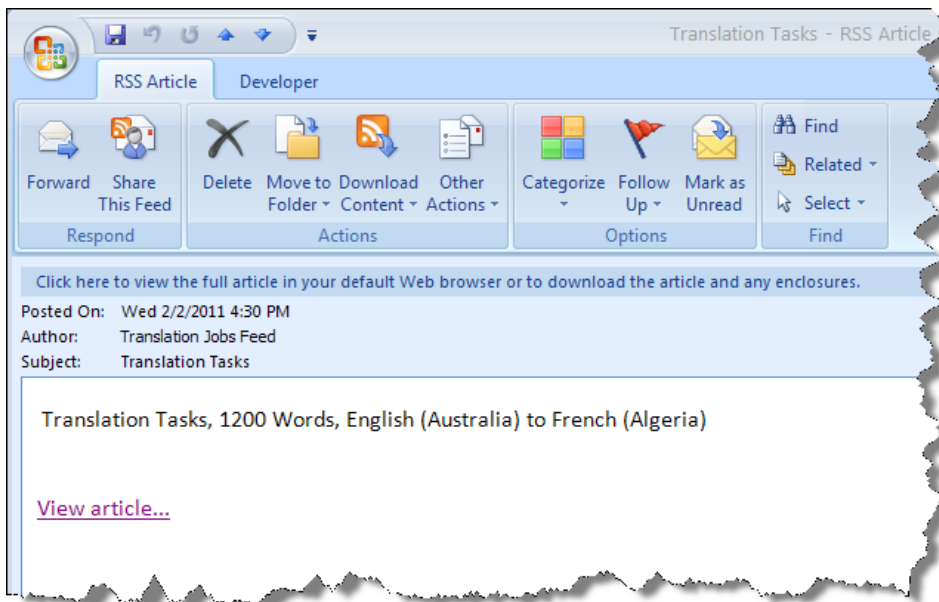 Translation Tasks - RSS Article
RSS Article Developer
Forward Share This Feed Delete Move to Folder Download Content Other Actions Categorize Follow Up Mark as Unread Find
Related
Select
Respond Actions Options Find
Click here to view the full article in your default Web browser or to download the article and any enclosures.
Posted On: Wed 2/2/2011 4:30 PM
Author: Translation Jobs Feed
Subject: Translation Tasks
Translation Tasks, 1200 Words, English (Australia) to French (Algeria)
View article...